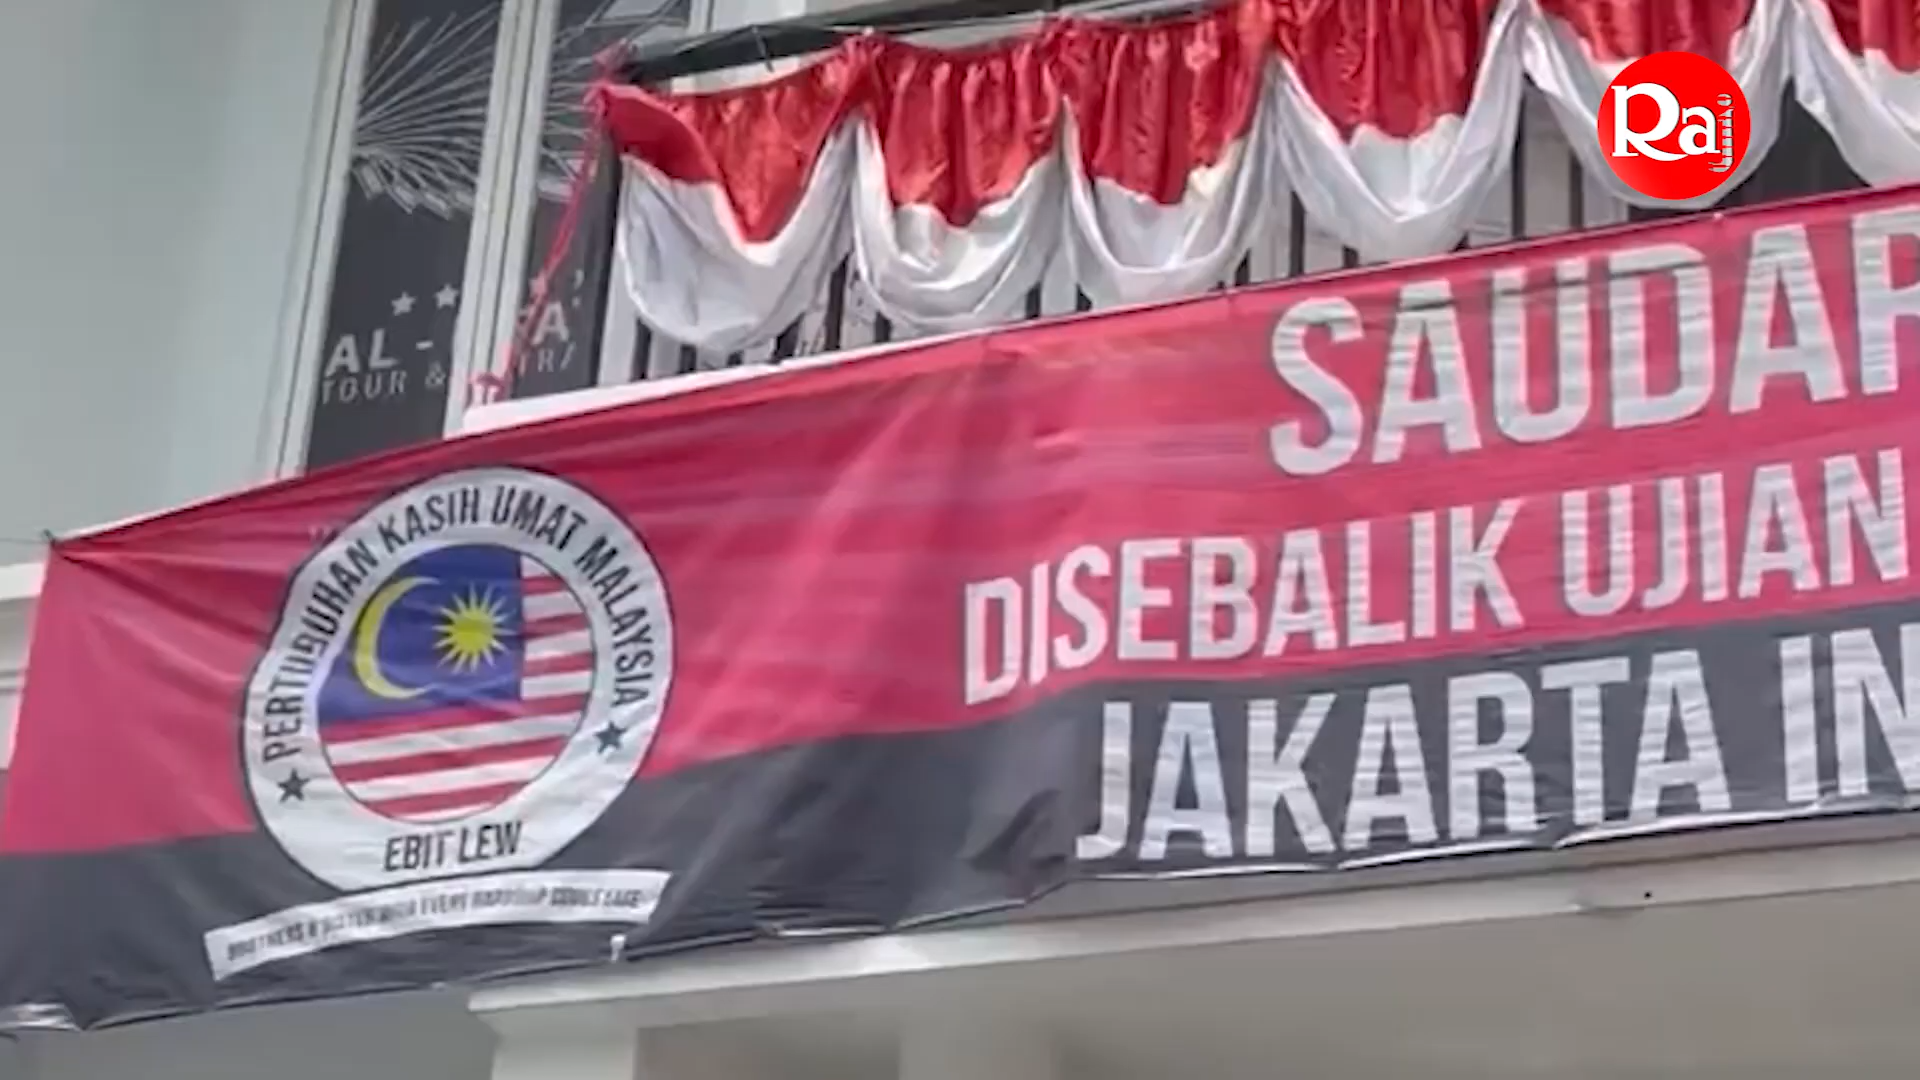 Ra
AL -
TOUR &
SAUDAR
DISEBALIK UJIAN
JAKARTA IN
PERTUBUHAN KASIH UMAT MALAYSIA
EBIT LEW